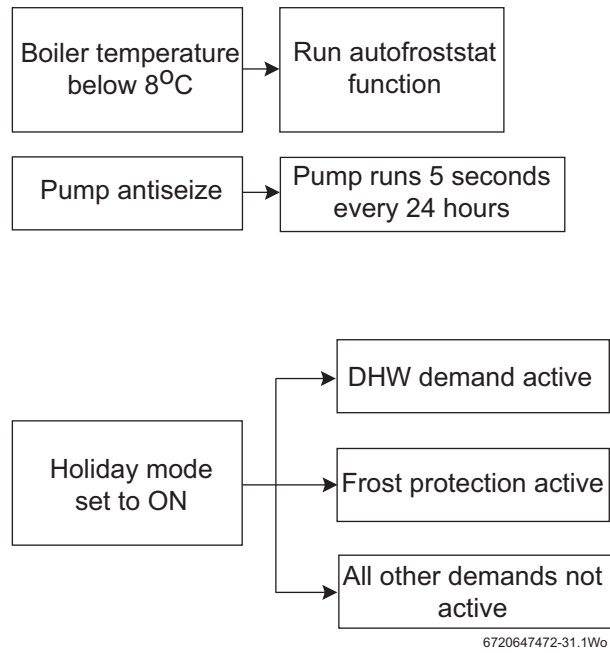 Boiler temperature
below 8°C
Run autofroststat
function
Pump antiseize
Pump runs 5 seconds
every 24 hours
Holiday mode
set to ON
DHW demand active
Frost protection active
All other demands not
active
6720647472-31.1Wo